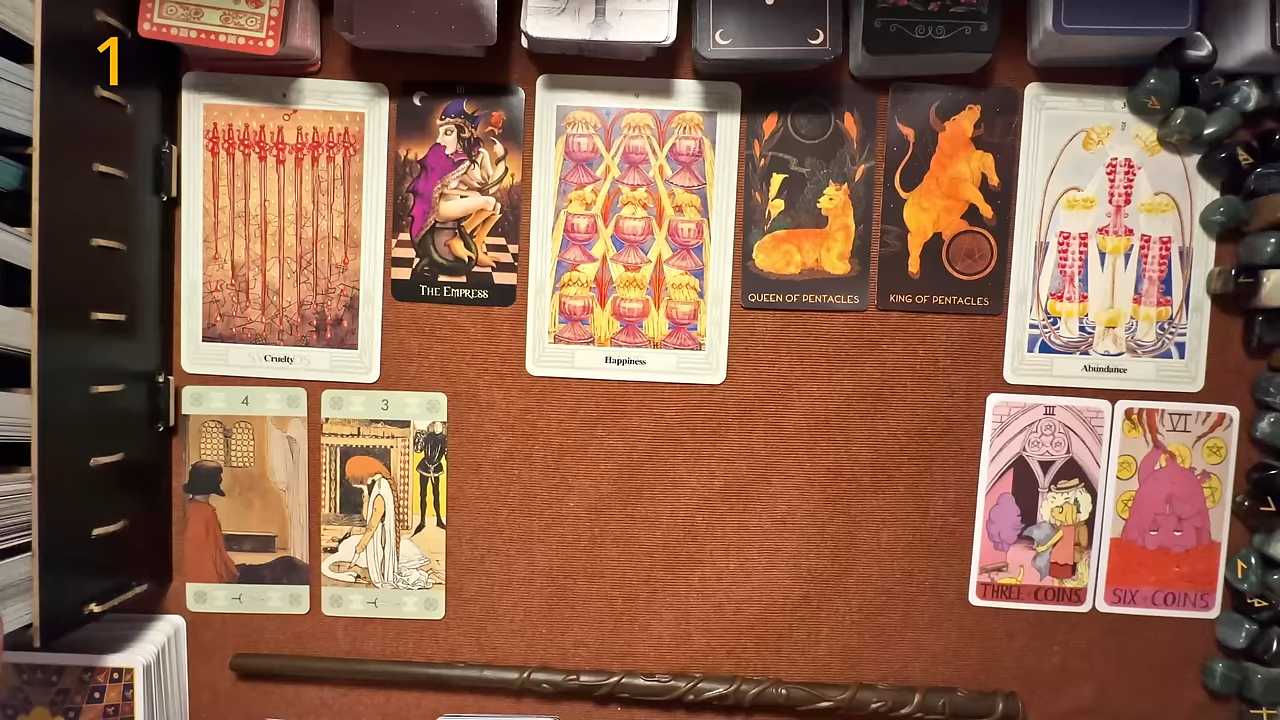 1
THE EMPRESS
QUEEN OF PENTACLES
KING OF PENTACLES
Cruelty
Happiness
3
Abundance
4
3
III
VI
THREE COINS
SIX COINS